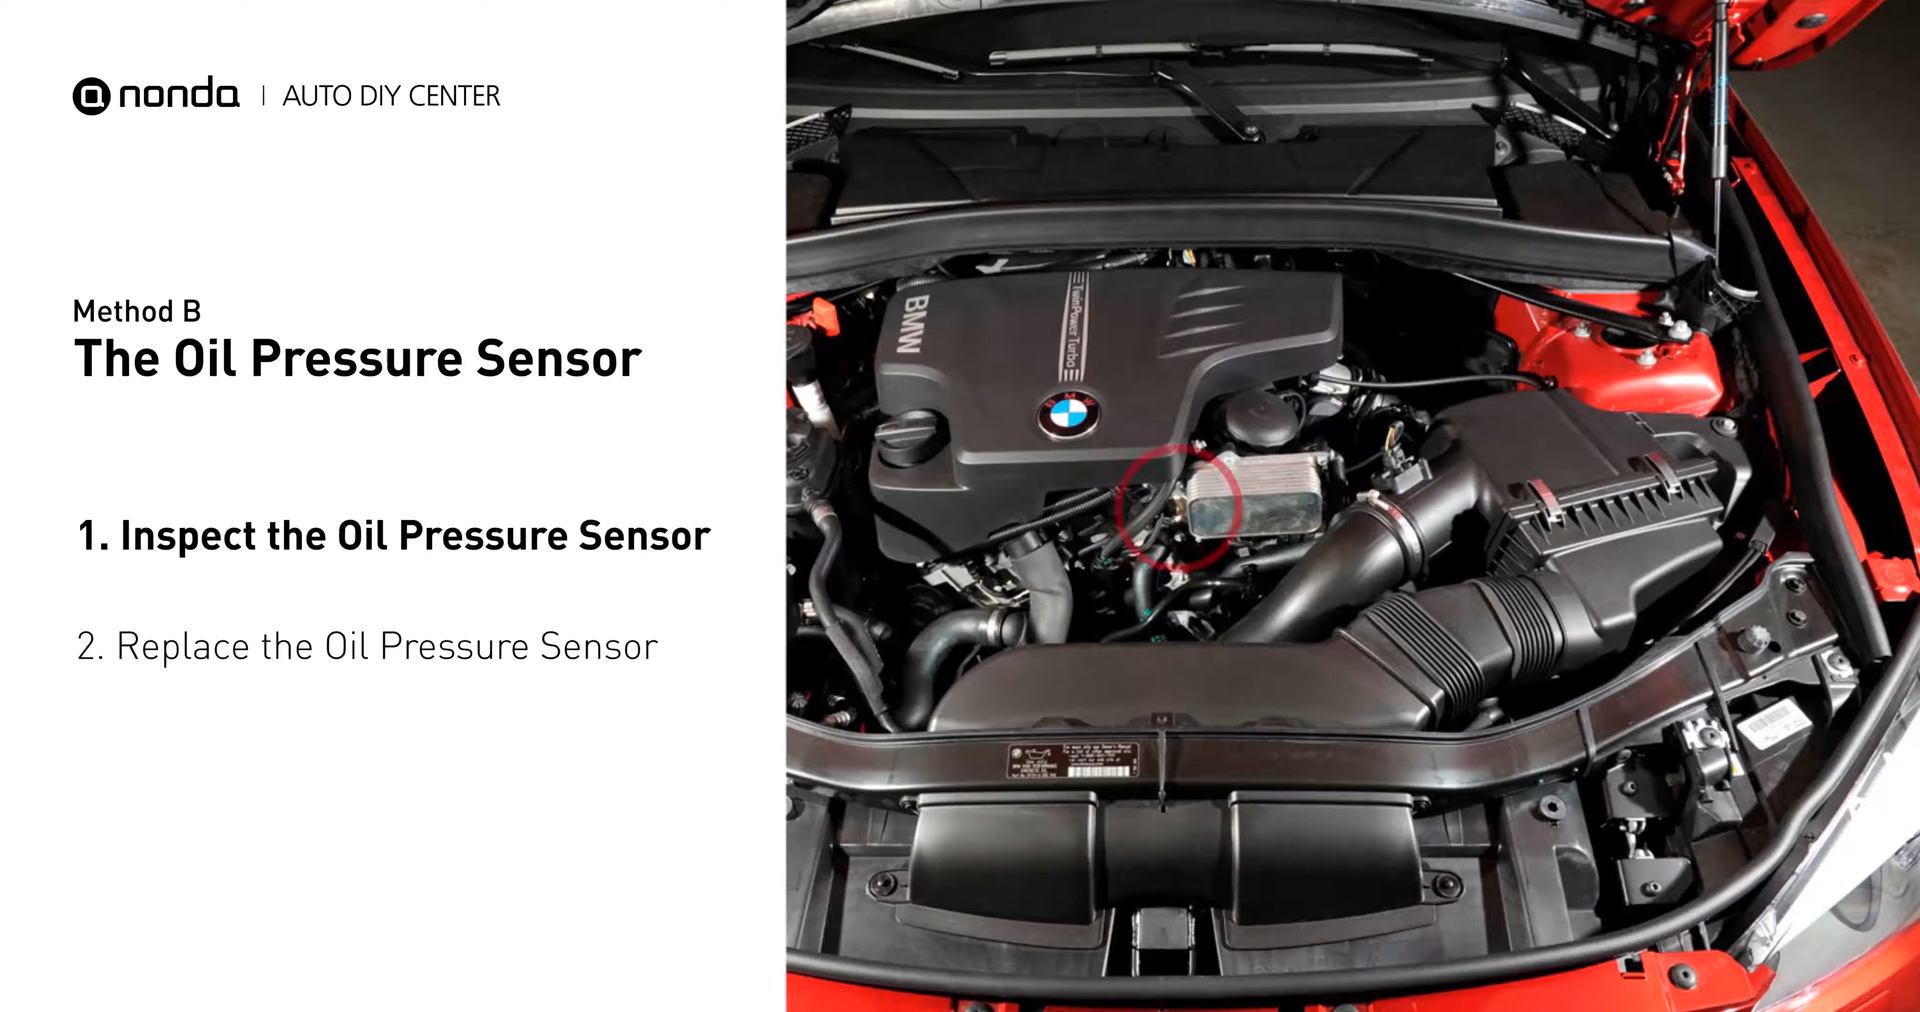 nonda | AUTO DIY CENTER
Method B
The Oil Pressure Sensor
1. Inspect the Oil Pressure Sensor
2. Replace the Oil Pressure Sensor
BMW
TwinPower Turbo
BMW